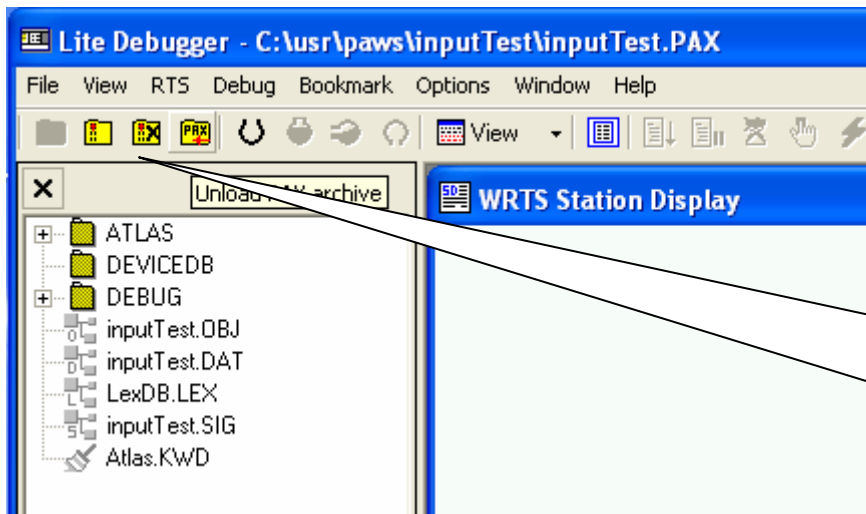 Lite Debugger - C:\usr\paws\inputTest\inputTest.PAX
File View RTS Debug Bookmark Options Window Help
PAX View
Unload archive
SD WRTS Station Display
ATLAS
DEVICEDB
DEBUG
inputTest.OBJ
inputTest.DAT
LexDB.LEX
inputTest.SIG
Atlas.KWD